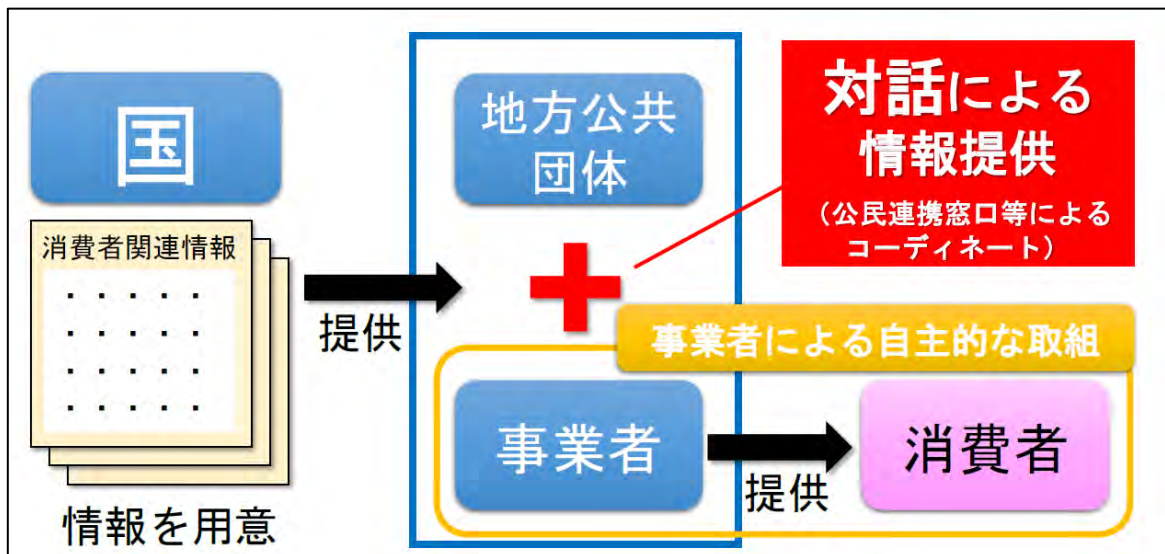 国
消費者関連情報
・・・・・
・・・・・
・・・・・
・・・・・
情報を用意
提供
地方公共
団体
対話による
情報提供
（公民連携窓口等による
コーディネート）
事業者による自主的な取組
事業者
提供
消費者